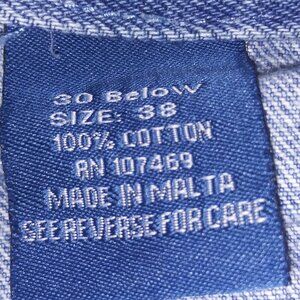 30 Below
SIZE: 38
100% COTTON
RN 107469
MADE IN MALTA
SEE REVERSE FOR CARE